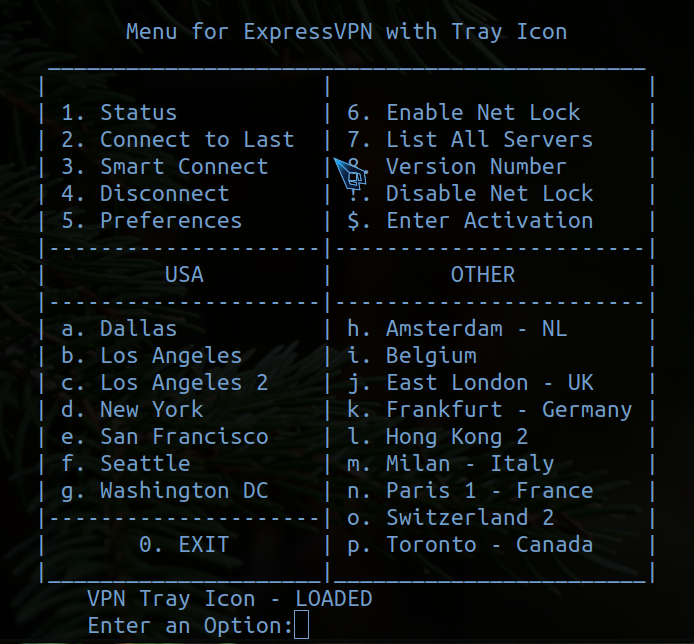 Menu for ExpressVPN with Tray Icon
1. Status | 6. Enable Net Lock
2. Connect to Last | 7. List All Servers
3. Smart Connect | 8. Version Number
4. Disconnect | !. Disable Net Lock
5. Preferences | $. Enter Activation
USA | OTHER
a. Dallas | h. Amsterdam - NL
b. Los Angeles | i. Belgium
c. Los Angeles 2 | j. East London - UK
d. New York | k. Frankfurt - Germany
e. San Francisco | l. Hong Kong 2
f. Seattle | m. Milan - Italy
g. Washington DC | n. Paris 1 - France
o. Switzerland 2
0. EXIT | p. Toronto - Canada
VPN Tray Icon - LOADED
Enter an Option: